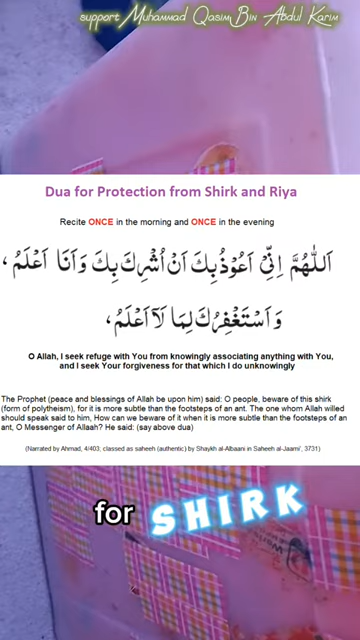 support Muhammad Qasim Bin Abdul Karim
Dua for Protection from Shirk and Riya
Recite ONCE in the morning and ONCE in the evening
اَللّٰهُمَّ اِنِّيْ اَعُوْذُبِكَ اَنْ اُشْرِكَ بِكَ وَاَنَا اَعْلَمُ ،
وَاَسْتَغْفِرُكَ لِمَا لَآ اَعْلَمُ ،
O Allah, I seek refuge with You from knowingly associating anything with You,
and I seek Your forgiveness for that which I do unknowingly
The Prophet (peace and blessings of Allah be upon him) said: O people, beware of this shirk
(form of polytheism), for it is more subtle than the footsteps of an ant. The one whom Allah willed
should speak said to him, How can we beware of it when it is more subtle than the footsteps of an
ant, O Messenger of Allaah? He said: (say above dua)
(Narrated by Ahmad, 4/403; classed as saheeh (authentic) by Shaykh al-Albaani in Saheeh al-Jaami', 3731)
for SHIRK